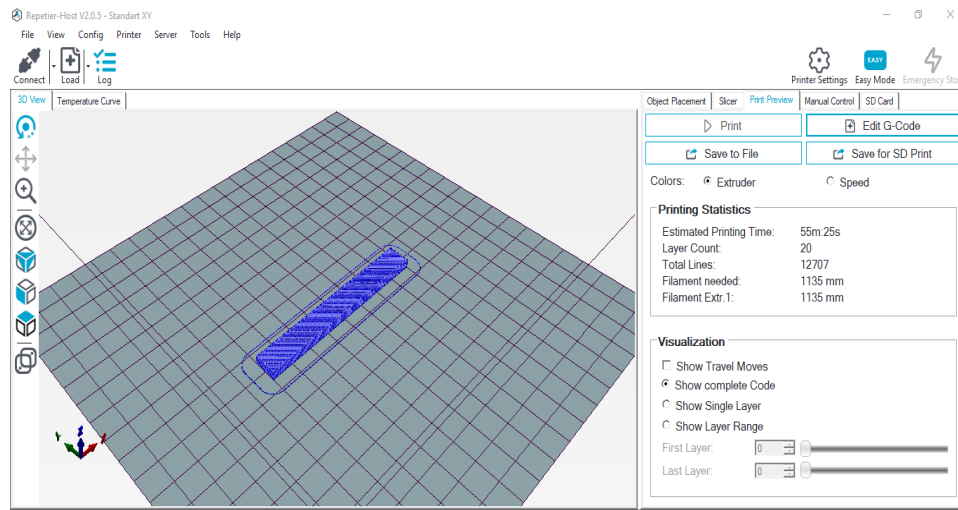 Repetier-Host V2.0.5 - Standart XY
File View Config Printer Server Tools Help
Connect Load Log Printer Settings Easy Mode Emergency Sto
EASY
3D View Temperature Curve
Object Placement Slicer Print Preview Manual Control SD Card
Print Edit G-Code
Save to File Save for SD Print
Colors: Extruder Speed
Printing Statistics
Estimated Printing Time: 55m:25s
Layer Count: 20
Total Lines: 12707
Filament needed: 1135 mm
Filament Extr.1: 1135 mm
Visualization
Show Travel Moves
Show complete Code
Show Single Layer
Show Layer Range
First Layer: 0
Last Layer: 0